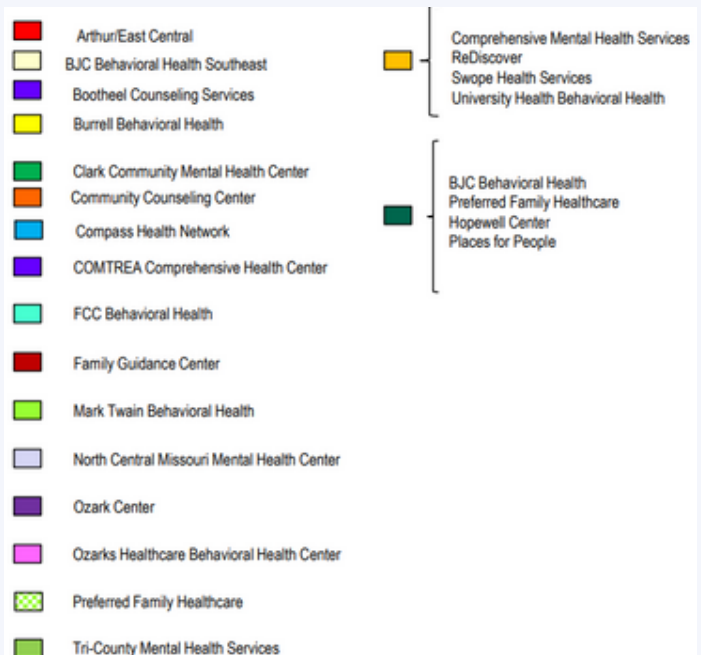 Arthur/East Central
BJC Behavioral Health Southeast
Bootheel Counseling Services
Burrell Behavioral Health
Clark Community Mental Health Center
Community Counseling Center
Compass Health Network
COMTREA Comprehensive Health Center
FCC Behavioral Health
Family Guidance Center
Mark Twain Behavioral Health
North Central Missouri Mental Health Center
Ozark Center
Ozarks Healthcare Behavioral Health Center
Preferred Family Healthcare
Tri-County Mental Health Services
Comprehensive Mental Health Services
ReDiscover
Swope Health Services
University Health Behavioral Health
BJC Behavioral Health
Preferred Family Healthcare
Hopewell Center
Places for People